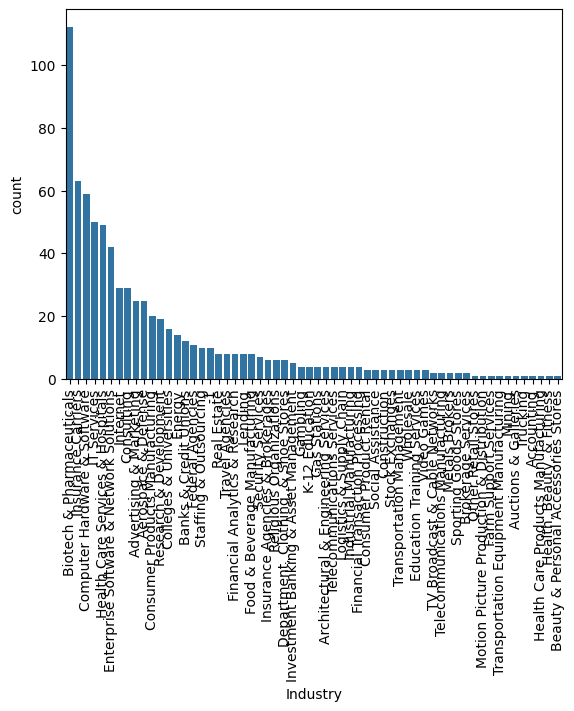 100
80
60
40
20
0
count
Biotech & Pharmaceuticals
Insurance Carriers
Computer Hardware & Software
IT Services
Health Care Services & Hospitals
Enterprise Software & Network Solutions
Internet
Consulting
Advertising & Marketing
Aerospace & Defense
Consumer Products Manufacturing
Research & Development
Colleges & Universities
Energy
Banks & Credit Unions
Federal Agencies
Staffing & Outsourcing
-1
Real Estate
Travel Agencies
Financial Analytics & Research
Lending
Food & Beverage Manufacturing
Security Services
Insurance Agencies & Brokerages
Religious Organizations
Department, Clothing, & Shoe Stores
Investment Banking & Asset Management
Gambling
K-12 Education
Gas Stations
Architectural & Engineering Services
Telecommunications Services
Logistics & Supply Chain
Industrial Manufacturing
Financial Transaction Processing
Consumer Product Rental
Social Assistance
Construction
Stock Exchanges
Transportation Management
Wholesale
Education Training Services
Video Games
TV Broadcast & Cable Networks
Telecommunications Manufacturing
Metals Brokers
Sporting Goods Stores
Brokerage Services
Motion Picture Production & Distribution
Farm Support Services
Transportation Equipment Manufacturing
Mining
Auctions & Galleries
Trucking
Accounting
Health Care Products Manufacturing
Health, Beauty, & Fitness
Beauty & Personal Accessories Stores
Industry